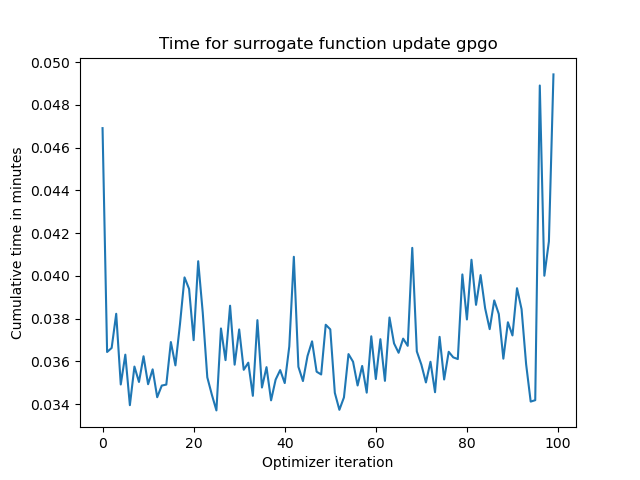 Time for surrogate function update gpgo
Cumulative time in minutes
0.050
0.048
0.046
0.044
0.042
0.040
0.038
0.036
0.034
0 20 40 60 80 100
Optimizer iteration